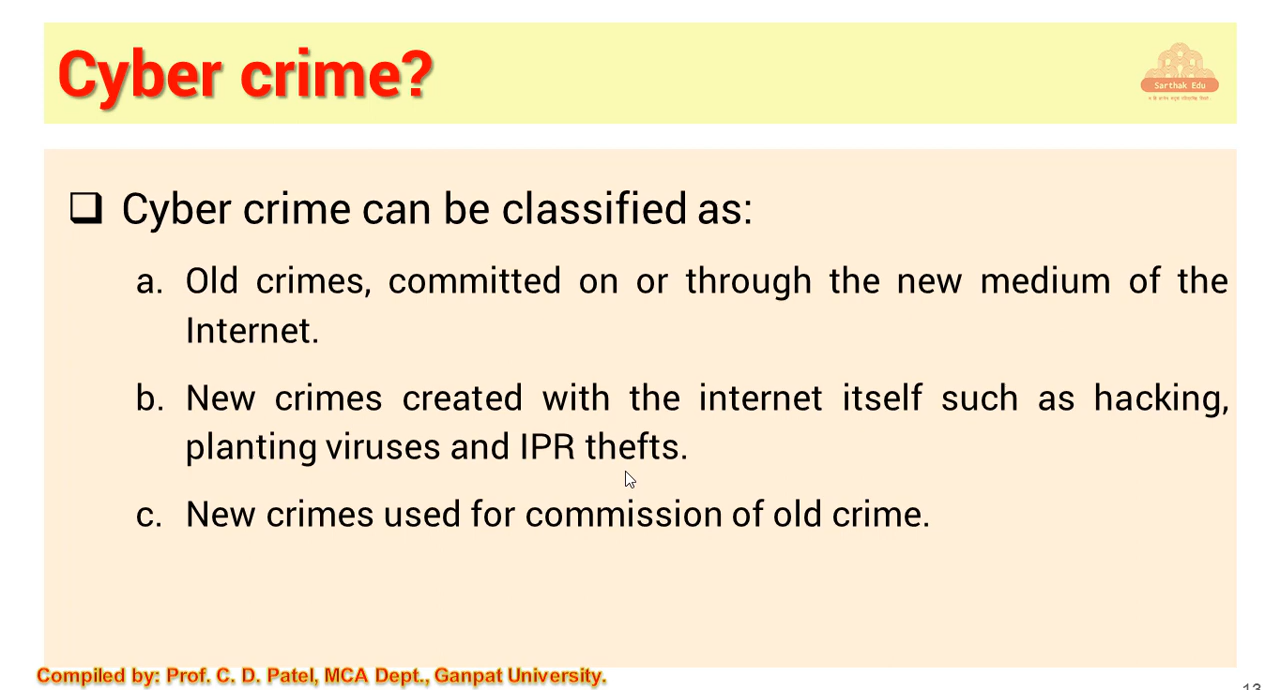 Cyber crime?
Sarthak Edu
❑ Cyber crime can be classified as:
a. Old crimes, committed on or through the new medium of the
Internet.
b. New crimes created with the internet itself such as hacking,
planting viruses and IPR thefts.
c. New crimes used for commission of old crime.
Compiled by: Prof. C. D. Patel, MCA Dept., Ganpat University.
13